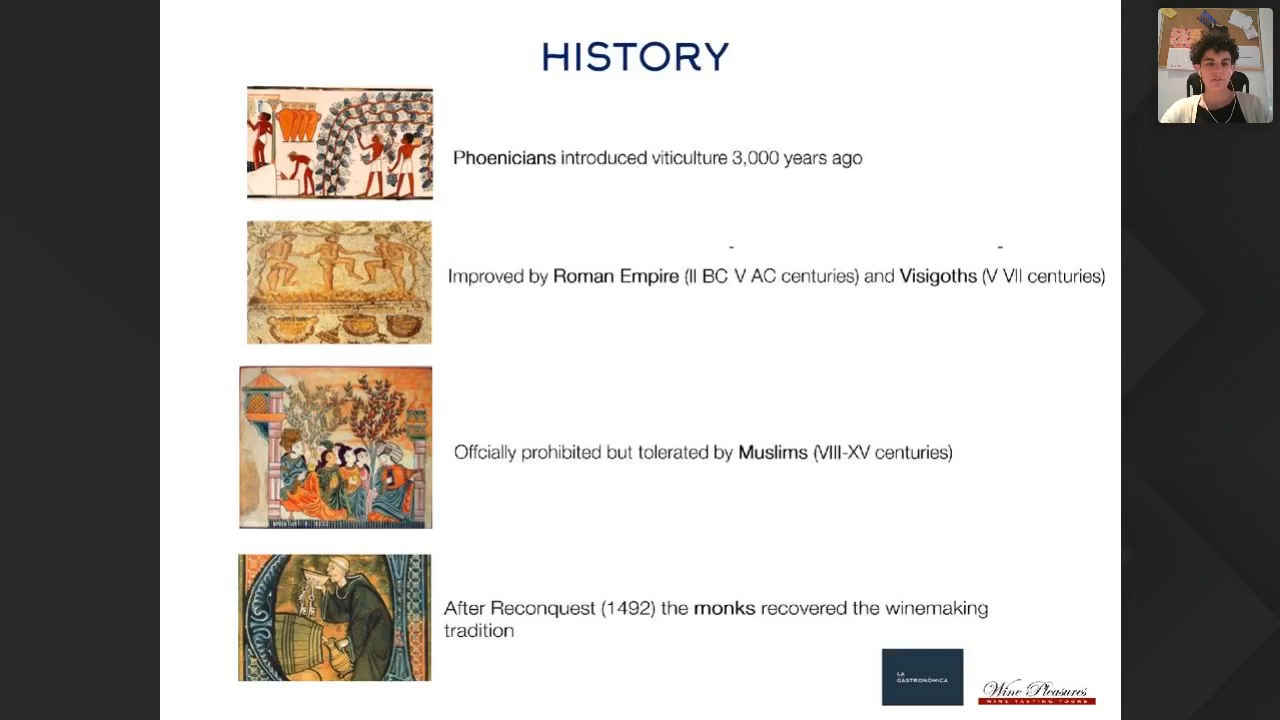 HISTORY
Phoenicians introduced viticulture 3,000 years ago
- -
Improved by Roman Empire (II BC V AC centuries) and Visigoths (V VII centuries)
Offcially prohibited but tolerated by Muslims (VIII-XV centuries)
After Reconquest (1492) the monks recovered the winemaking
tradition
LA
GASTRONÓMICA
Wine Pleasures
WINE TASTING TOURS